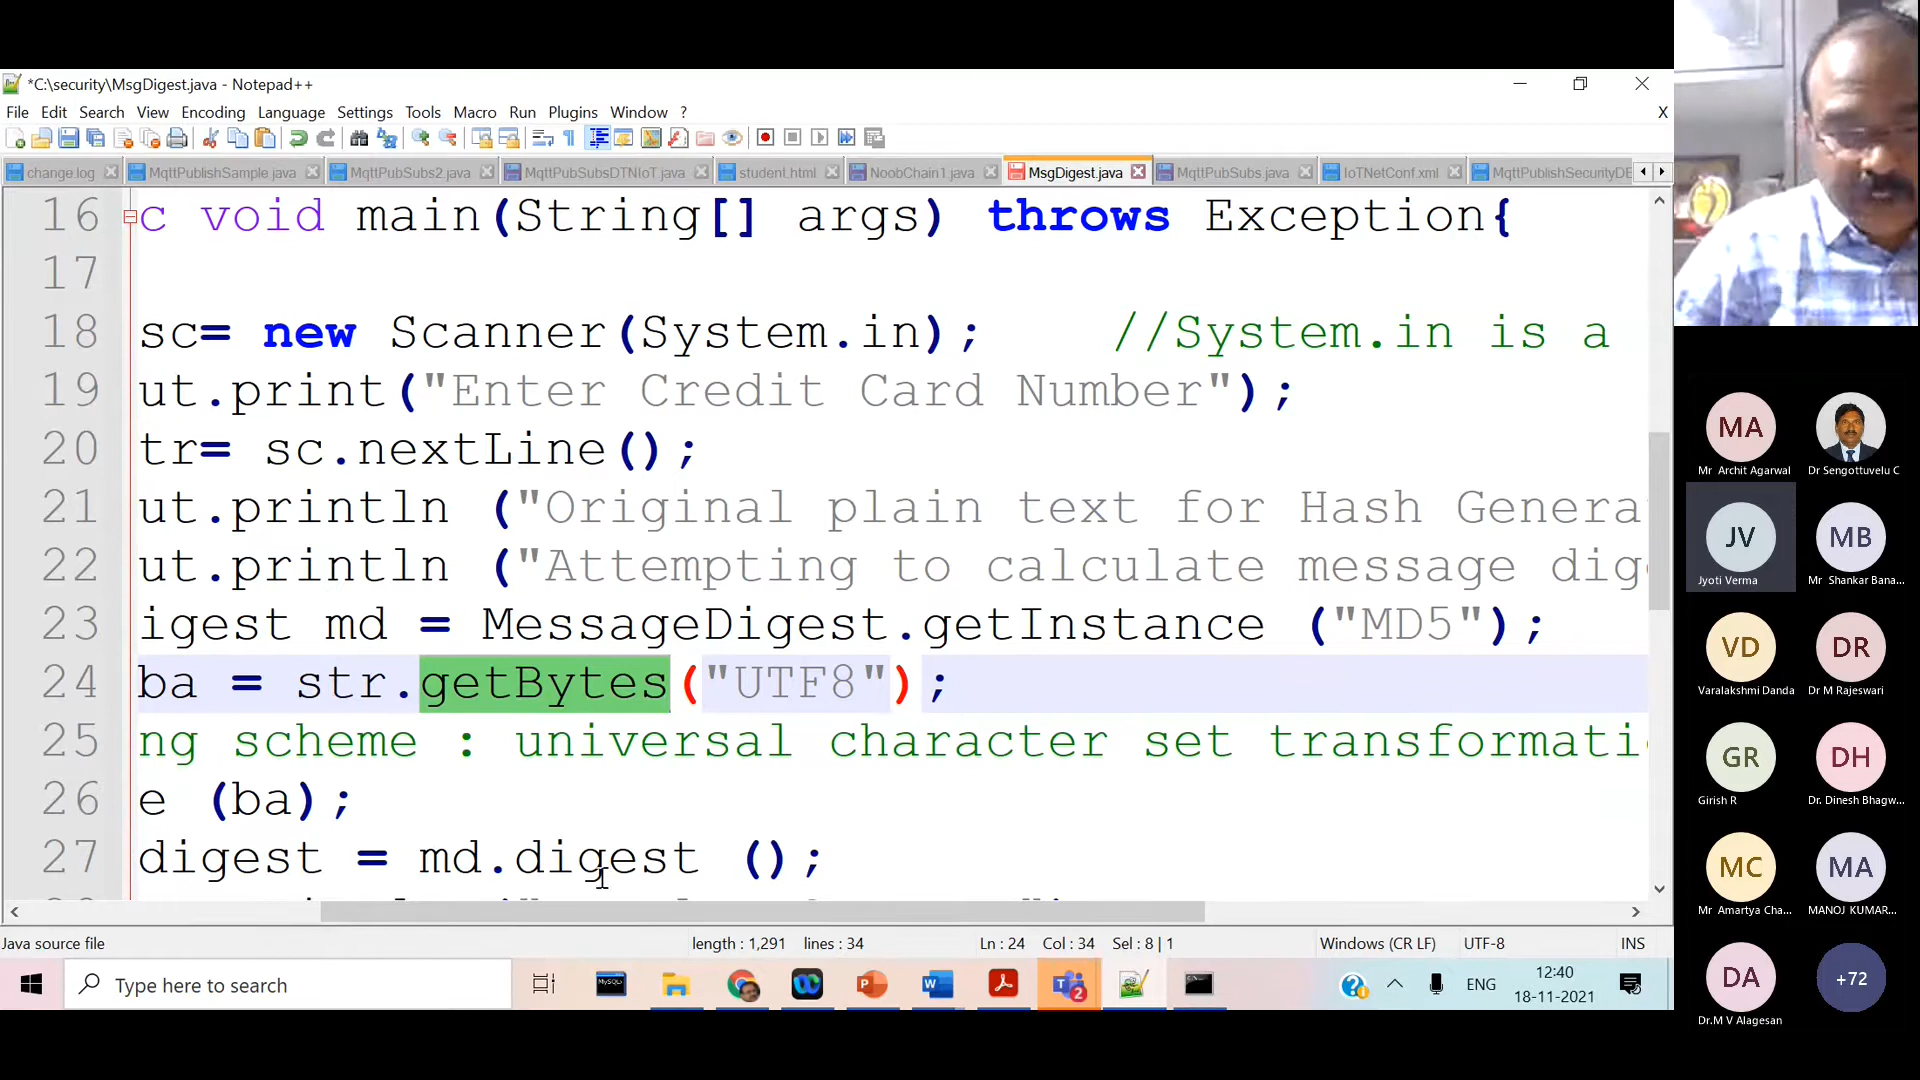 *C:\security\MsgDigest.java - Notepad++
File Edit Search View Encoding Language Settings Tools Macro Run Plugins Window ? X
change.log MqttPublishSample.java MqttPubSubs2.java MqttPubSubsDTNIoT.java student.html NoobChain1.java MsgDigest.java MqttPubSubs.java IoTNetConf.xml MqttPublishSecurityDE
16 c void main(String[] args) throws Exception{
17
18 sc= new Scanner(System.in); //System.in is a
19 ut.print("Enter Credit Card Number");
20 tr= sc.nextLine();
21 ut.println ("Original plain text for Hash Genera
22 ut.println ("Attempting to calculate message dig
23 igest md = MessageDigest.getInstance ("MD5");
24 ba = str.getBytes("UTF8");
25 ng scheme : universal character set transformati
26 e (ba);
27 digest = md.digest ();
Java source file length : 1,291 lines : 34 Ln : 24 Col : 34 Sel : 8 | 1 Windows (CR LF) UTF-8 INS
Type here to search
MySQL
2
ENG
12:40
18-11-2021
MA
Mr Archit Agarwal
Dr Sengottuvelu C
JV
Jyoti Verma
MB
Mr Shankar Bana...
VD
Varalakshmi Danda
DR
Dr M Rajeswari
GR
Girish R
DH
Dr. Dinesh Bhagw...
MC
Mr Amartya Cha...
MA
MANOJ KUMAR...
DA
Dr.M V Alagesan
+72